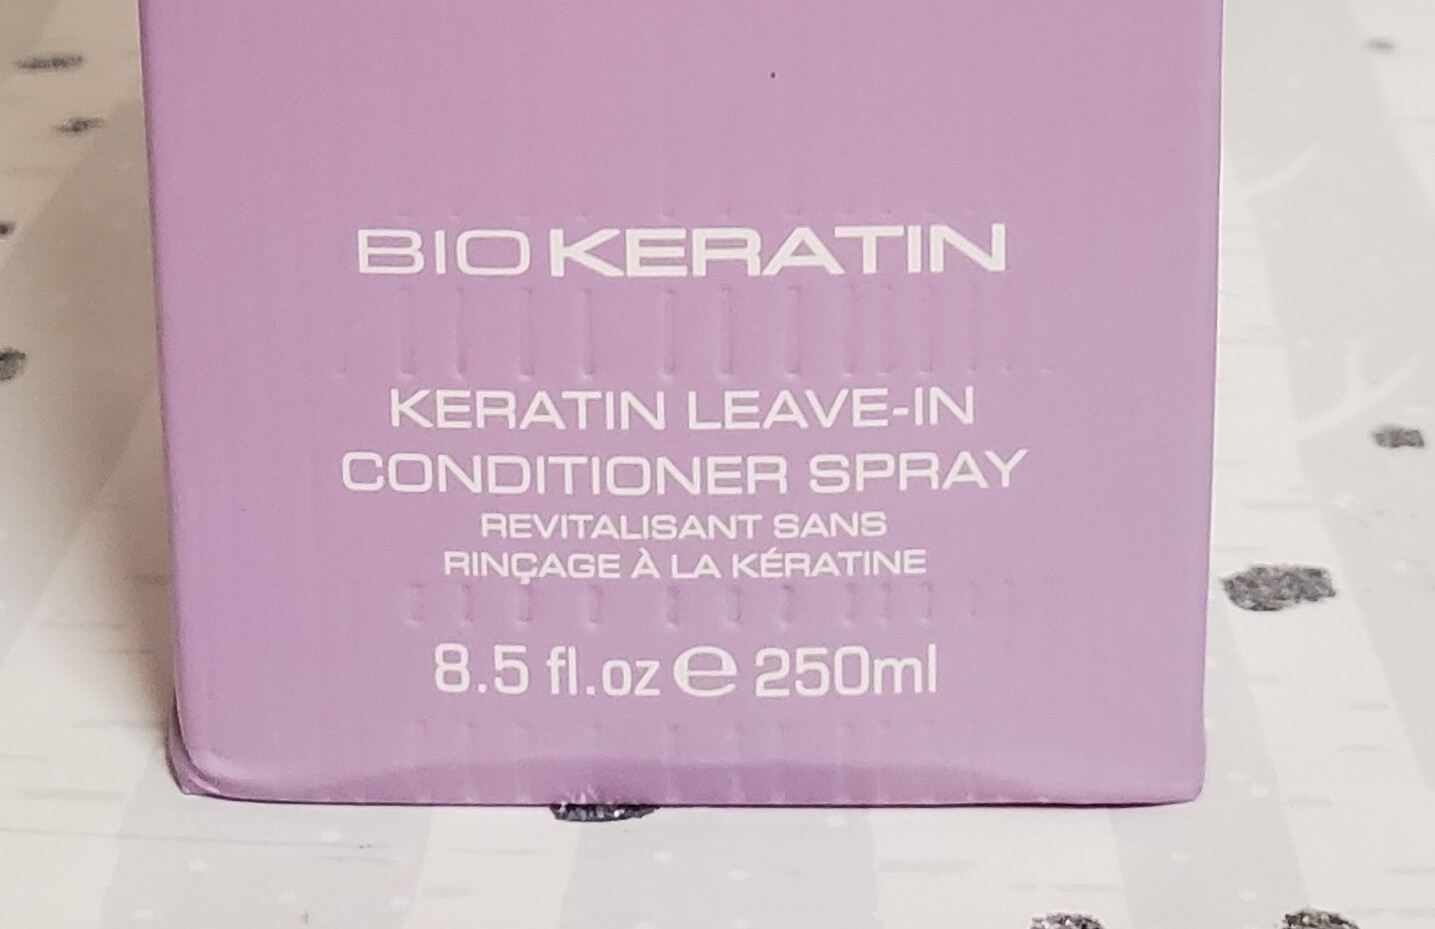 BIOKERATIN
KERATIN LEAVE-IN
CONDITIONER SPRAY
REVITALISANT SANS
RINÇAGE À LA KÉRATINE
8.5 fl.oz ℮ 250ml